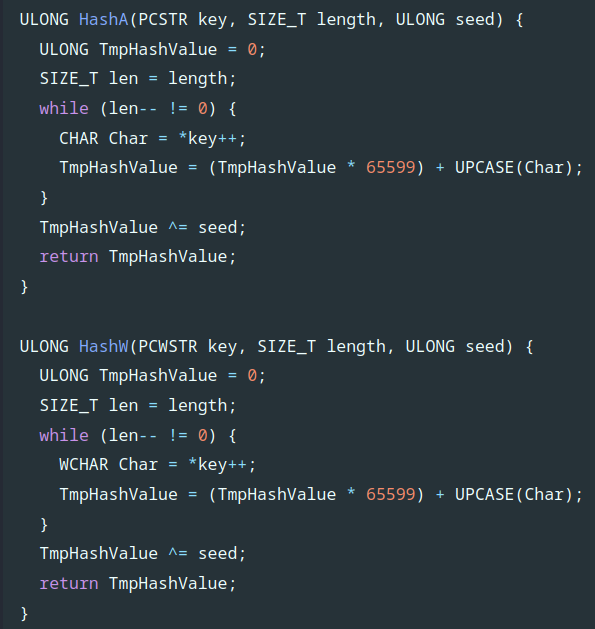 ULONG HashA(PCSTR key, SIZE_T length, ULONG seed) {
  ULONG TmpHashValue = 0;
  SIZE_T len = length;
  while (len-- != 0) {
    CHAR Char = *key++;
    TmpHashValue = (TmpHashValue * 65599) + UPCASE(Char);
  }
  TmpHashValue ^= seed;
  return TmpHashValue;
}

ULONG HashW(PCWSTR key, SIZE_T length, ULONG seed) {
  ULONG TmpHashValue = 0;
  SIZE_T len = length;
  while (len-- != 0) {
    WCHAR Char = *key++;
    TmpHashValue = (TmpHashValue * 65599) + UPCASE(Char);
  }
  TmpHashValue ^= seed;
  return TmpHashValue;
}